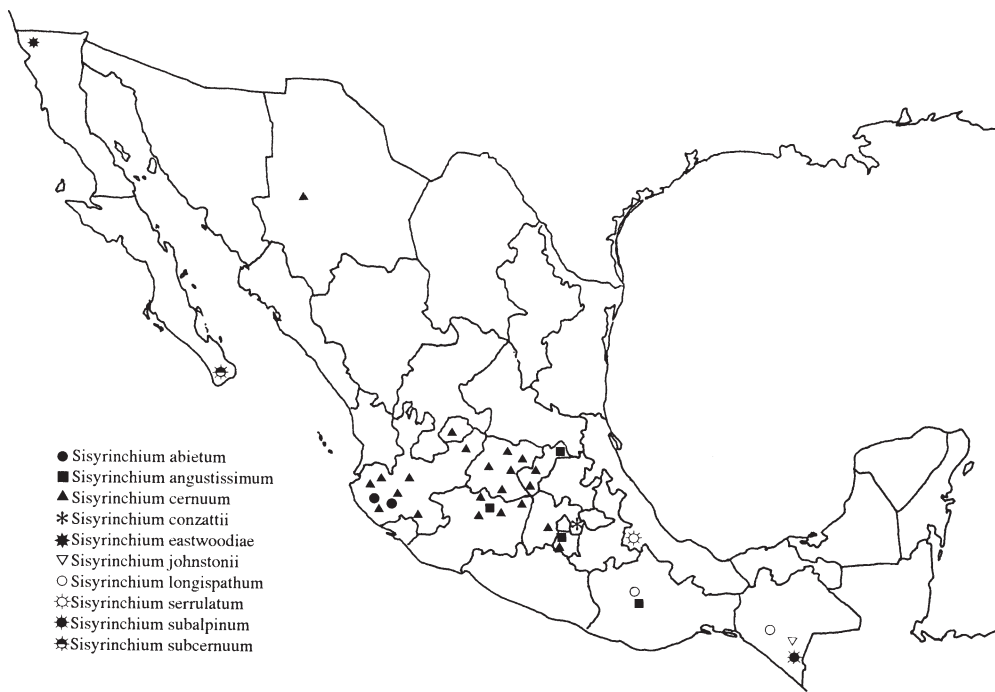 Sisyrinchium abietum
Sisyrinchium angustissimum
Sisyrinchium cernuum
Sisyrinchium conzattii
Sisyrinchium eastwoodiae
Sisyrinchium johnstonii
Sisyrinchium longispathum
Sisyrinchium serrulatum
Sisyrinchium subalpinum
Sisyrinchium subcernuum